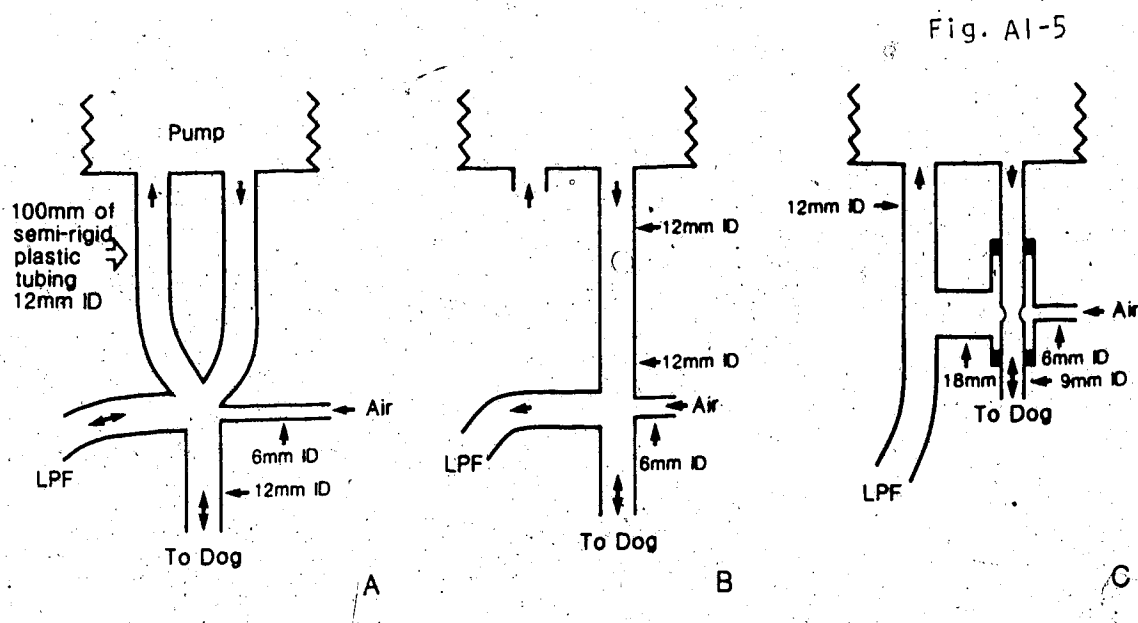 Fig. A1-5
Pump
100mm of
semi-rigid
plastic
tubing
12mm ID
Air
6mm ID
LPF
12mm ID
To Dog
A
12mm ID
12mm ID
Air
6mm ID
LPF
To Dog
B
12mm ID
Air
6mm ID
18mm
9mm ID
To Dog
LPF
C